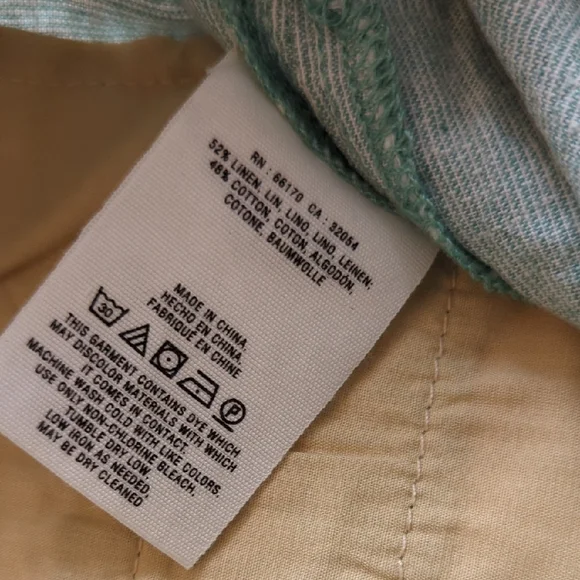 RN : 66170 CA : 32054
52% LINEN, LIN, LINO, LINO, LEINEN,
48% COTTON, COTON, ALGODÓN,
COTONE, BAUMWOLLE
MADE IN CHINA
HECHO EN CHINA
FABRIQUE EN CHINE
30 P
THIS GARMENT CONTAINS DYE WHICH
MAY DISCOLOR MATERIALS WITH WHICH
IT COMES IN CONTACT.
MACHINE WASH COLD WITH LIKE COLORS.
USE ONLY NON-CHLORINE BLEACH.
TUMBLE DRY LOW.
LOW IRON AS NEEDED.
MAY BE DRY CLEANED